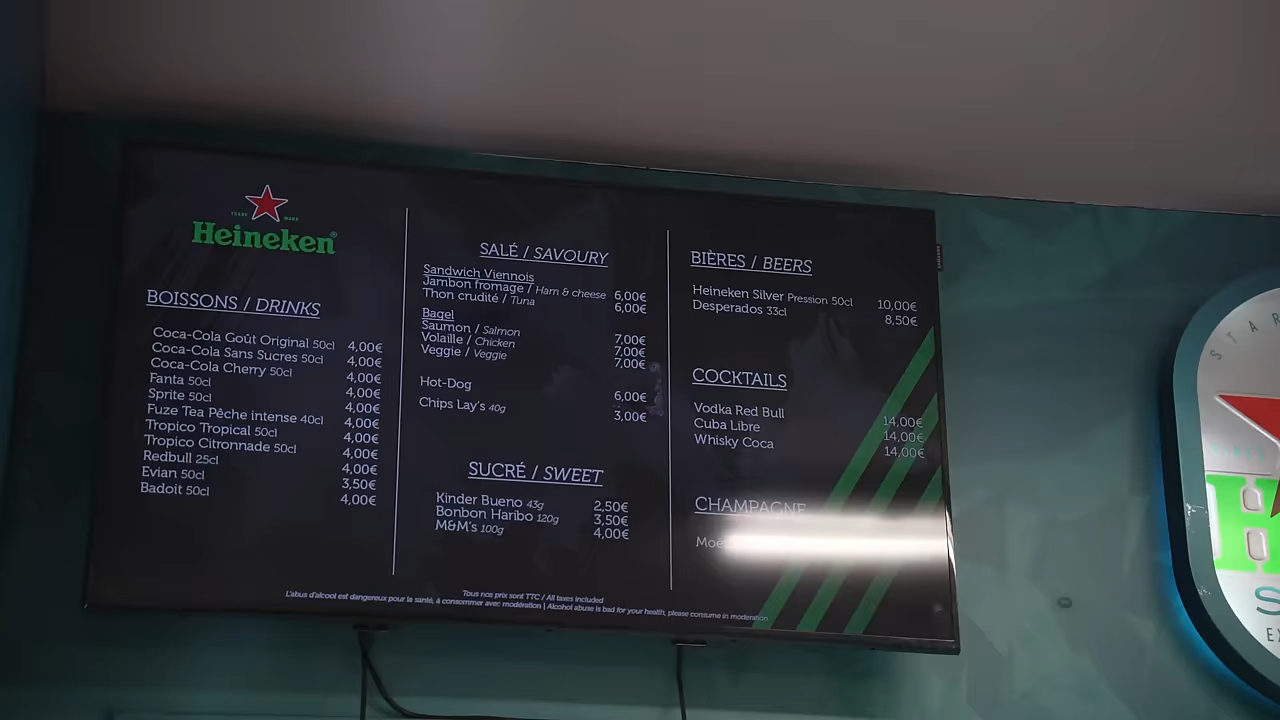 TRADE MARK
Heineken®
BOISSONS / DRINKS
Coca-Cola Goût Original 50cl 4,00€
Coca-Cola Sans Sucres 50cl 4,00€
Coca-Cola Cherry 50cl 4,00€
Fanta 50cl 4,00€
Sprite 50cl 4,00€
Fuze Tea Pêche intense 40cl 4,00€
Tropico Tropical 50cl 4,00€
Tropico Citronnade 50cl 4,00€
Redbull 25cl 4,00€
Evian 50cl 3,50€
Badoit 50cl 4,00€
SALÉ / SAVOURY
Sandwich Viennois
Jambon fromage / Ham & cheese 6,00€
Thon crudité / Tuna 6,00€
Bagel
Saumon / Salmon 7,00€
Volaille / Chicken 7,00€
Veggie / Veggie 7,00€
Hot-Dog 6,00€
Chips Lay's 40g 3,00€
SUCRÉ / SWEET
Kinder Bueno 43g 2,50€
Bonbon Haribo 120g 3,50€
M&M's 100g 4,00€
BIÈRES / BEERS
Heineken Silver Pression 50cl 10,00€
Desperados 33cl 8,50€
COCKTAILS
Vodka Red Bull 14,00€
Cuba Libre 14,00€
Whisky Coca 14,00€
CHAMPAGNE
Tous nos prix sont TTC / All taxes included
L'abus d'alcool est dangereux pour la santé, à consommer avec modération | Alcohol abuse is bad for your health, please consume in moderation
STAR